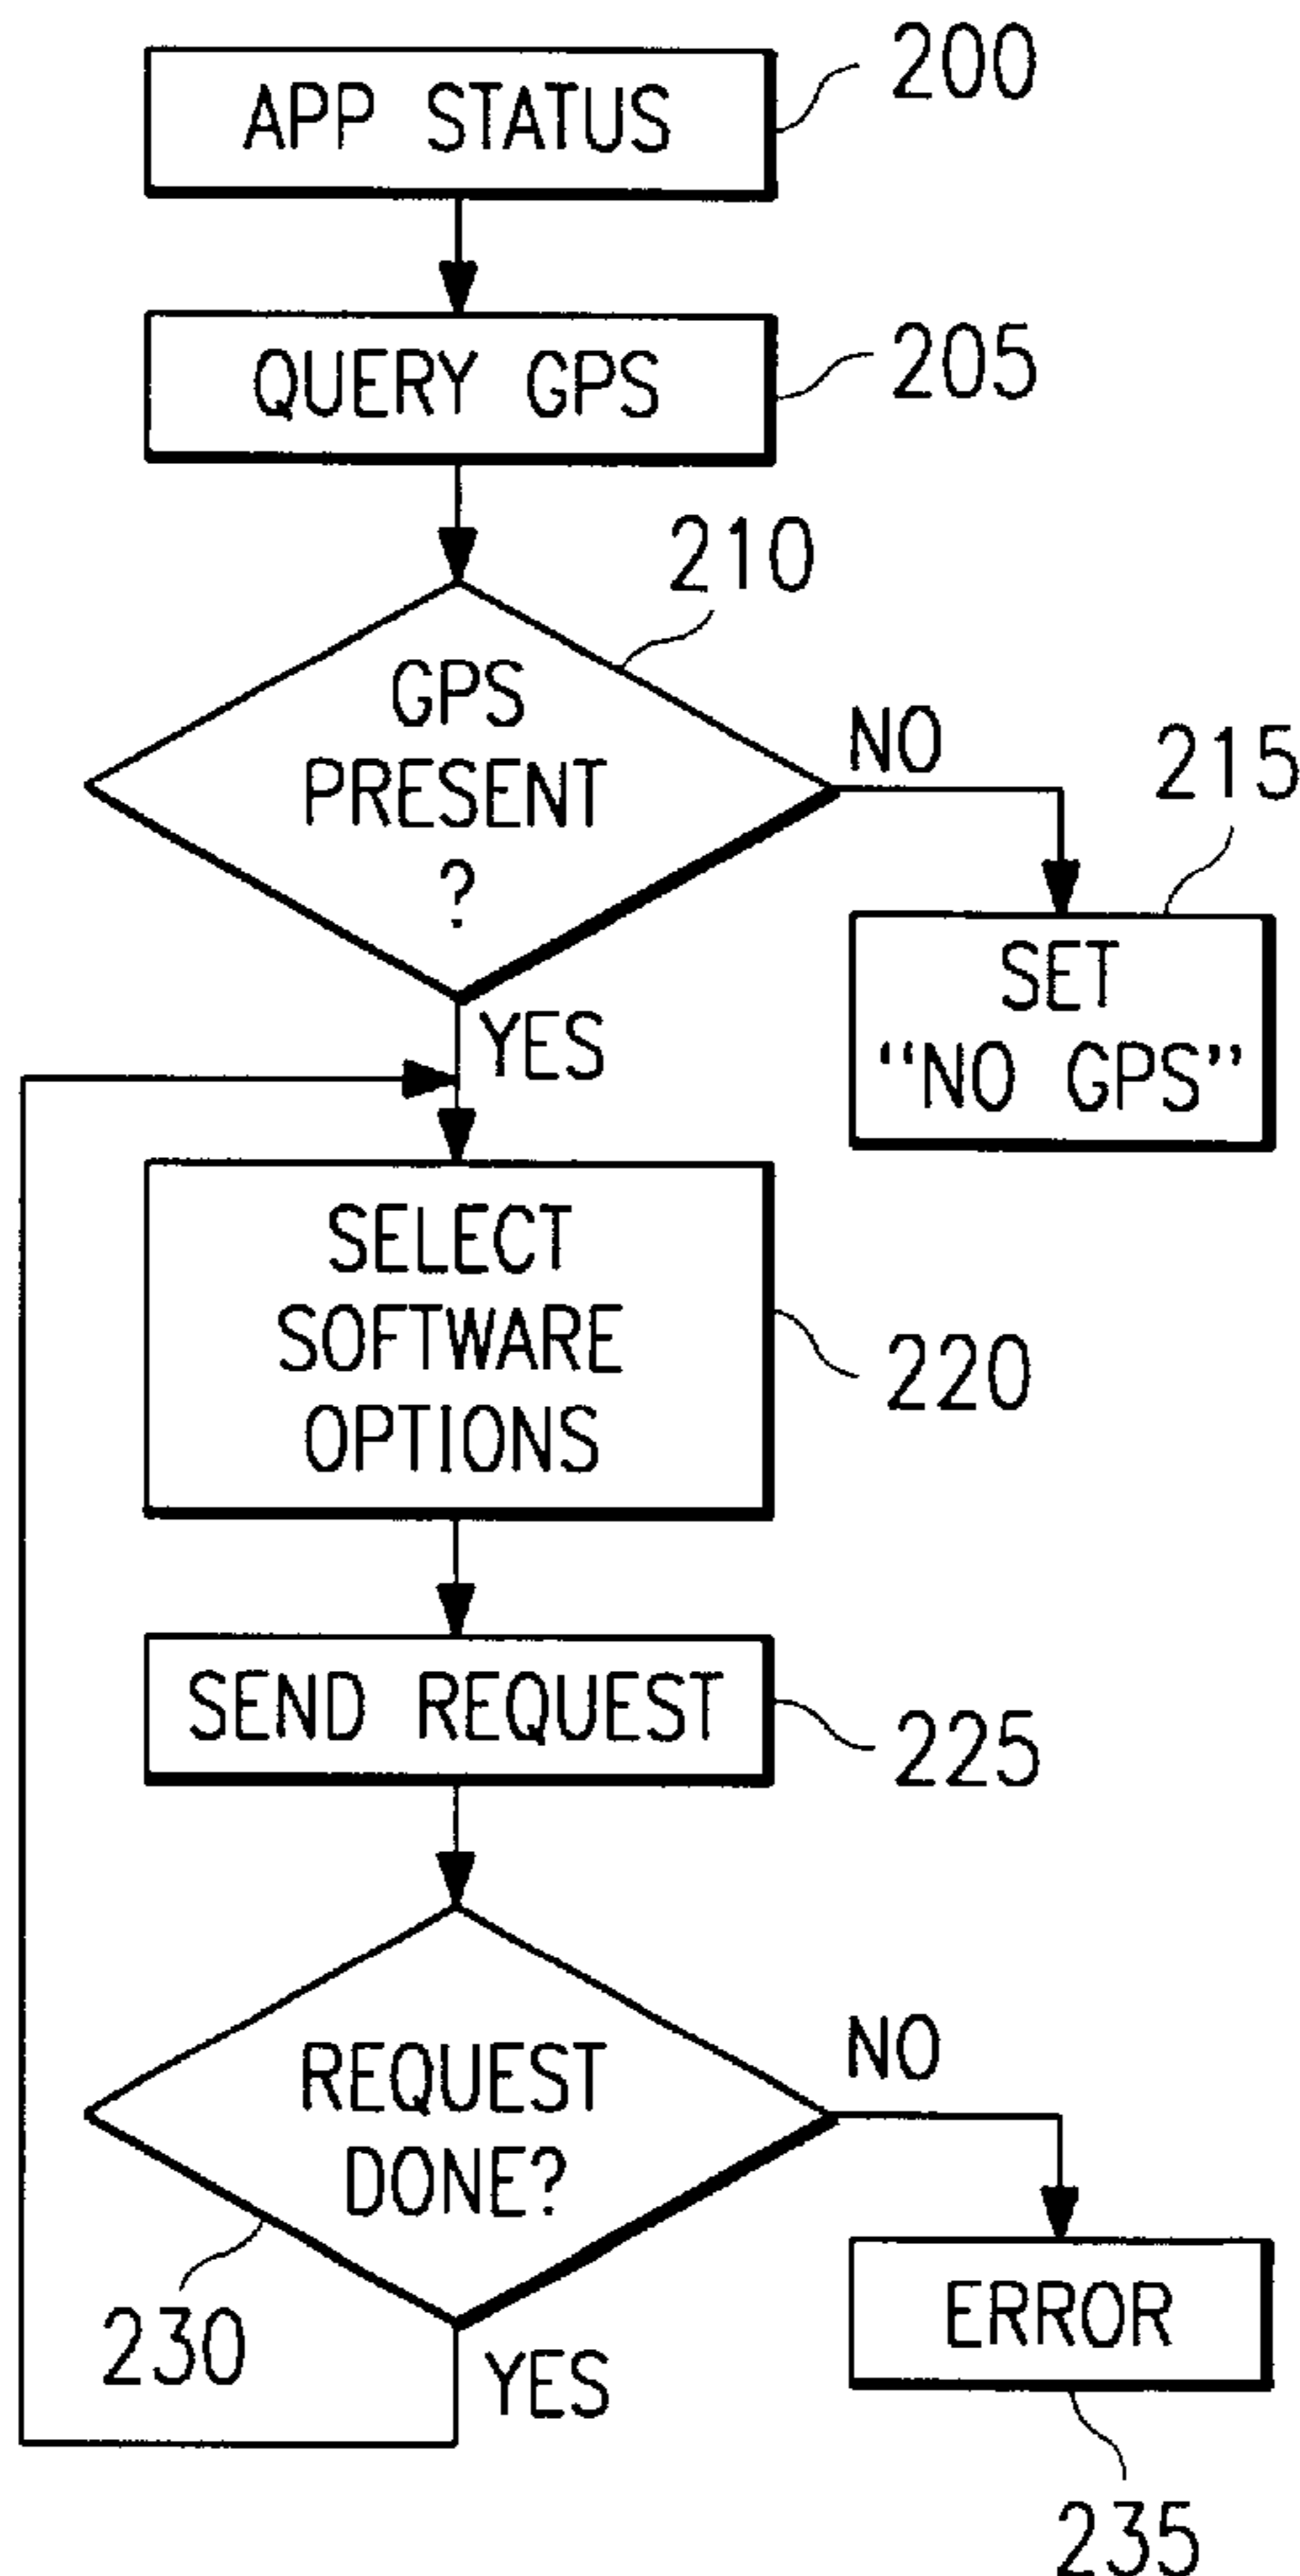 200
APP STATUS
205
QUERY GPS
210
GPS
PRESENT
?
NO
215
SET
“NO GPS”
YES
SELECT
SOFTWARE
OPTIONS
220
SEND REQUEST
225
REQUEST
DONE?
NO
230
YES
ERROR
235